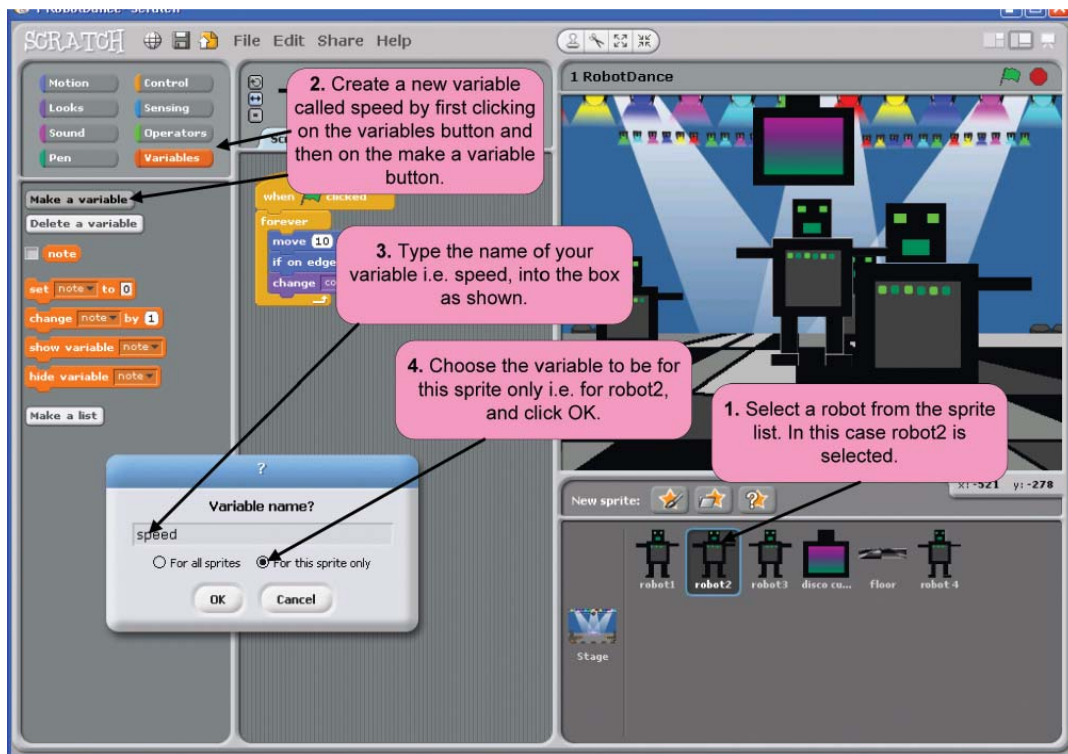 SCRATCH File Edit Share Help
Motion Control
Looks Sensing
Sound Operators
Pen Variables
Make a variable
Delete a variable
note
set note to 0
change note by 1
show variable note
hide variable note
Make a list
2. Create a new variable
called speed by first clicking
on the variables button and
then on the make a variable
button.
when clicked
forever
move 10
if on edge
change
3. Type the name of your
variable i.e. speed, into the box
as shown.
4. Choose the variable to be for
this sprite only i.e. for robot2,
and click OK.
?
Variable name?
speed
For all sprites For this sprite only
OK Cancel
1 RobotDance
1. Select a robot from the sprite
list. In this case robot2 is
selected.
x: -521 y: -278
New sprite:
robot1 robot2 robot3 disco cu... floor robot 4
Stage